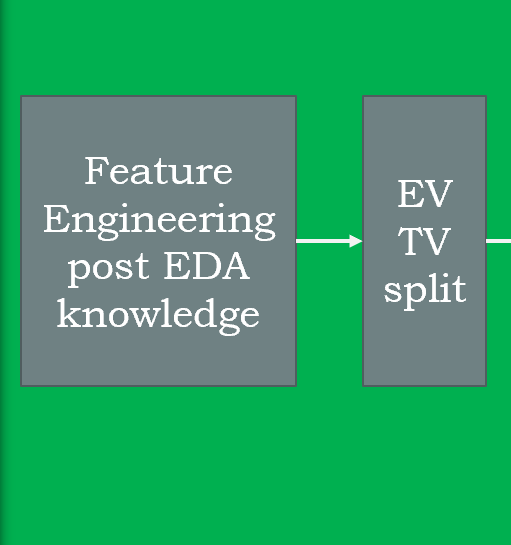 Feature
Engineering
post EDA
knowledge
EV
TV
split